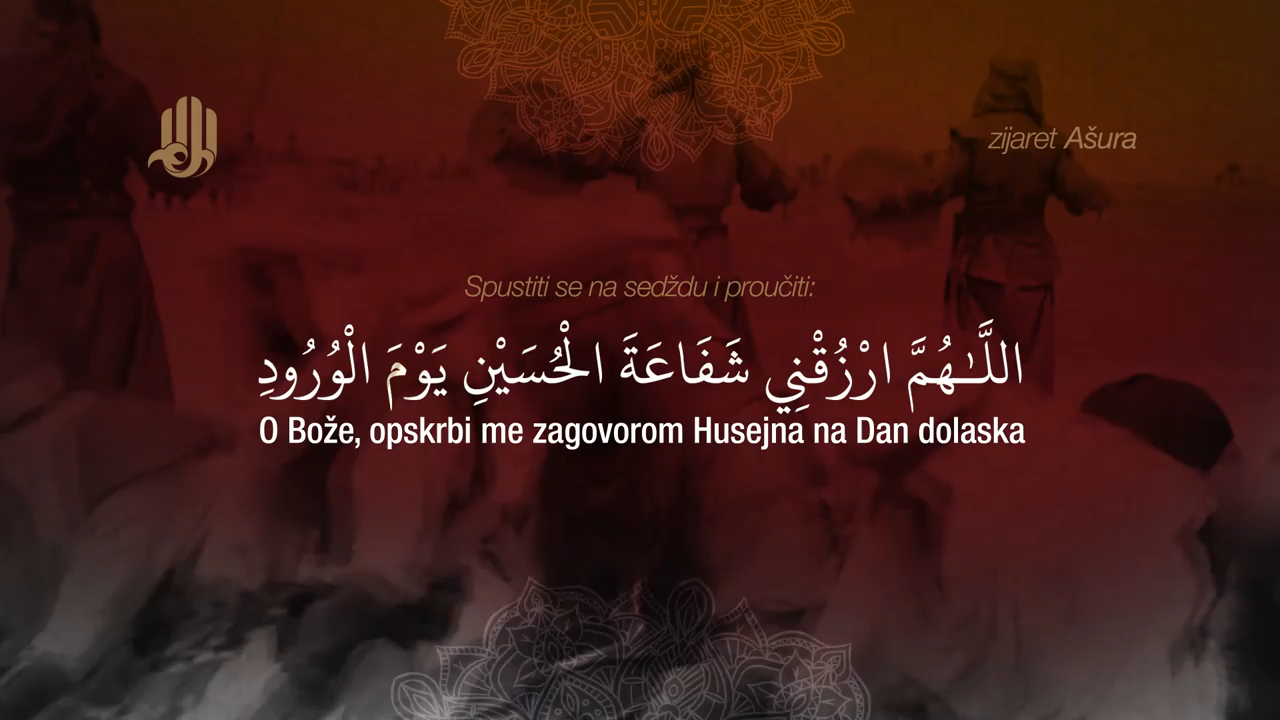 zijaret Ašura
Spustiti se na sedždu i proučiti:
اللَّـٰهُمَّ ارْزُقْنِي شَفَاعَةَ الْحُسَيْنِ يَوْمَ الْوُرُودِ
O Bože, opskrbi me zagovorom Husejna na Dan dolaska